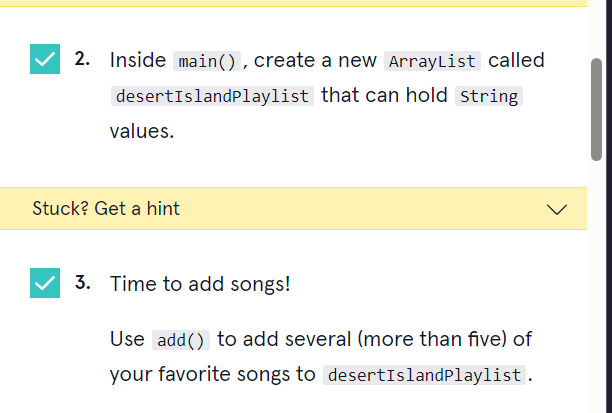 2. Inside main(), create a new ArrayList called
desertIslandPlaylist that can hold String
values.
Stuck? Get a hint
3. Time to add songs!
Use add() to add several (more than five) of
your favorite songs to desertIslandPlaylist.